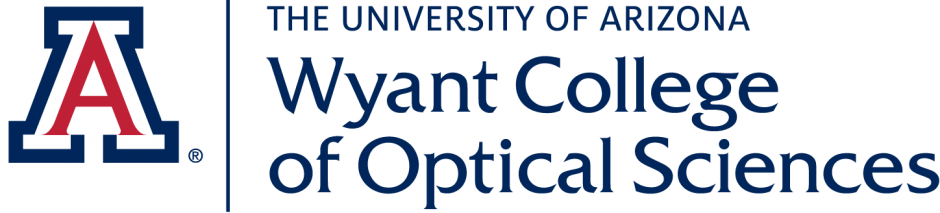 A®
THE UNIVERSITY OF ARIZONA
Wyant College
of Optical Sciences